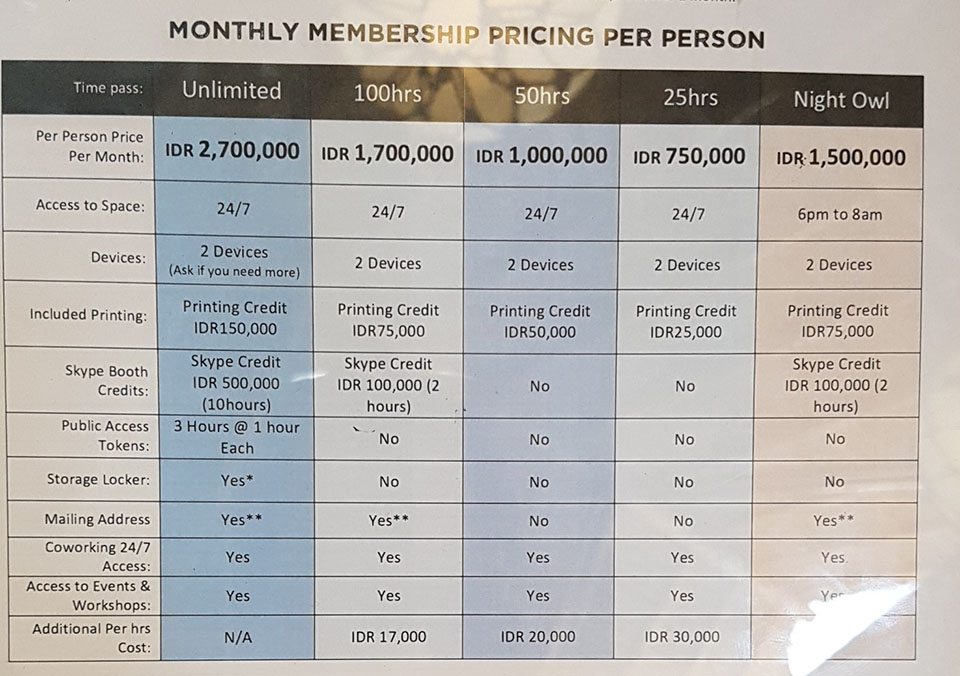 MONTHLY MEMBERSHIP PRICING PER PERSON
Time pass: Unlimited 100hrs 50hrs 25hrs Night Owl
Per Person Price Per Month: IDR 2,700,000 IDR 1,700,000 IDR 1,000,000 IDR 750,000 IDR 1,500,000
Access to Space: 24/7 24/7 24/7 24/7 6pm to 8am
Devices: 2 Devices (Ask if you need more) 2 Devices 2 Devices 2 Devices 2 Devices
Included Printing: Printing Credit IDR150,000 Printing Credit IDR75,000 Printing Credit IDR50,000 Printing Credit IDR25,000 Printing Credit IDR75,000
Skype Booth Credits: Skype Credit IDR 500,000 (10hours) Skype Credit IDR 100,000 (2 hours) No No Skype Credit IDR 100,000 (2 hours)
Public Access Tokens: 3 Hours @ 1 hour Each No No No No
Storage Locker: Yes* No No No No
Mailing Address Yes** Yes** No No Yes**
Coworking 24/7 Access: Yes Yes Yes Yes Yes
Access to Events & Workshops: Yes Yes Yes Yes
Additional Per hrs Cost: N/A IDR 17,000 IDR 20,000 IDR 30,000